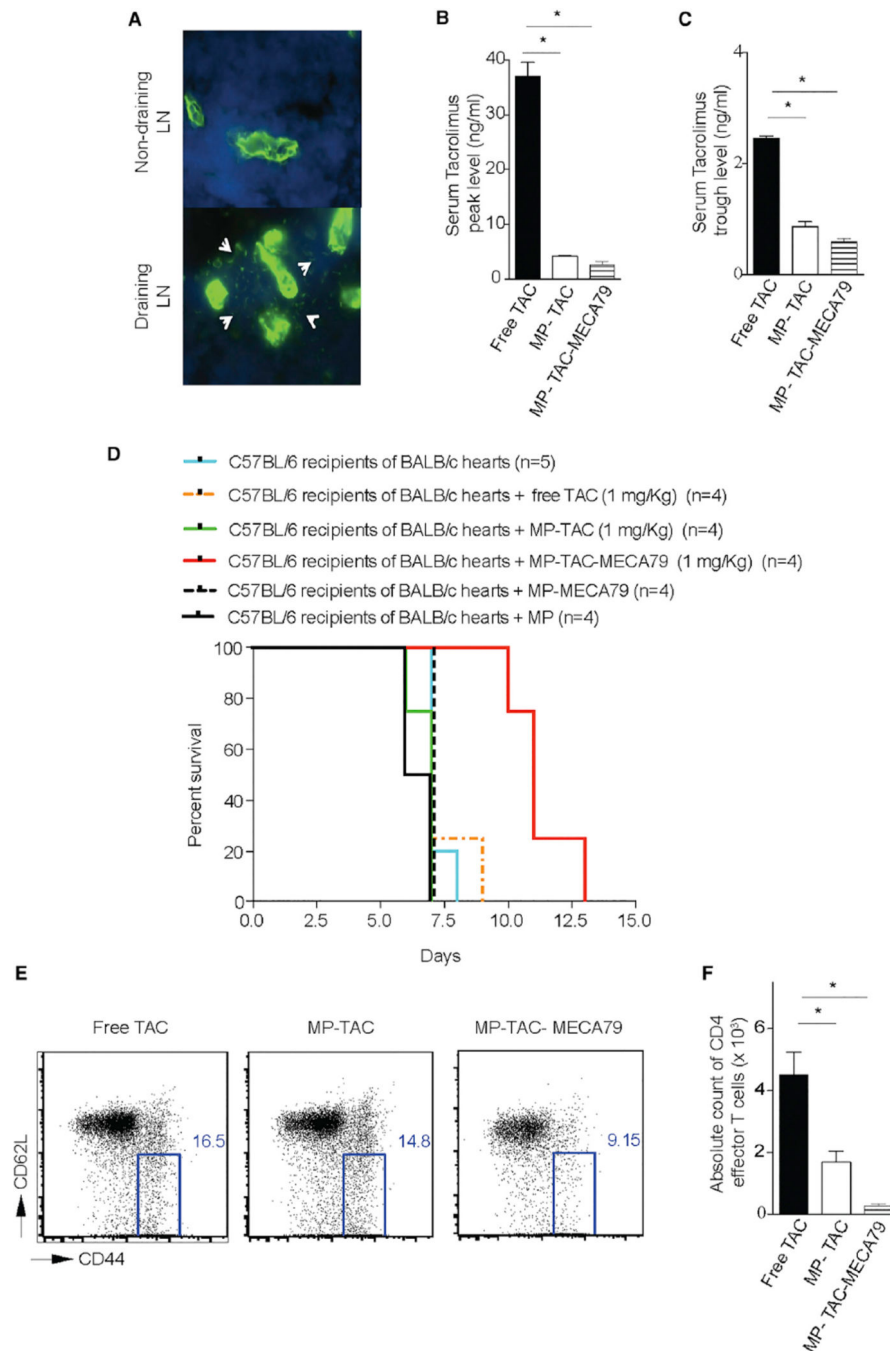 A
Non-draining
LN
Draining
LN
B
Serum Tacrolimus
peak level (ng/ml)
40
30
20
10
0
*
*
Free TAC
MP- TAC
MP- TAC-MECA79
C
Serum Tacrolimus
trough level (ng/ml)
4
2
0
*
*
Free TAC
MP- TAC
MP- TAC-MECA79
D
C57BL/6 recipients of BALB/c hearts (n=5)
C57BL/6 recipients of BALB/c hearts + free TAC (1 mg/Kg) (n=4)
C57BL/6 recipients of BALB/c hearts + MP-TAC (1 mg/Kg) (n=4)
C57BL/6 recipients of BALB/c hearts + MP-TAC-MECA79 (1 mg/Kg) (n=4)
C57BL/6 recipients of BALB/c hearts + MP-MECA79 (n=4)
C57BL/6 recipients of BALB/c hearts + MP (n=4)
Percent survival
100
80
60
40
20
0
0.0 2.5 5.0 7.5 10.0 12.5 15.0
Days
E
Free TAC MP-TAC MP-TAC- MECA79
16.5 14.8 9.15
CD62L
CD44
F
Absolute count of CD4
effector T cells (x 10³)
6
4
2
0
*
*
Free TAC
MP- TAC
MP- TAC-MECA79